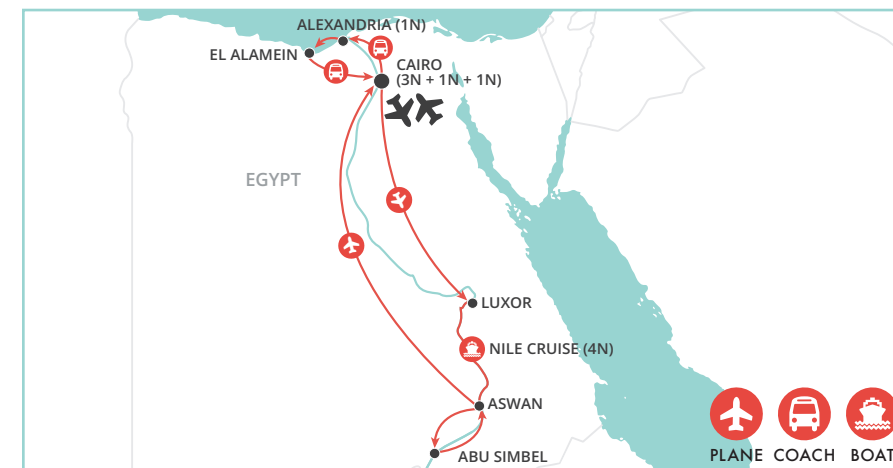 ALEXANDRIA (1N)
EL ALAMEIN
CAIRO
(3N + 1N + 1N)
EGYPT
LUXOR
NILE CRUISE (4N)
ASWAN
ABU SIMBEL
PLANE COACH BOAT